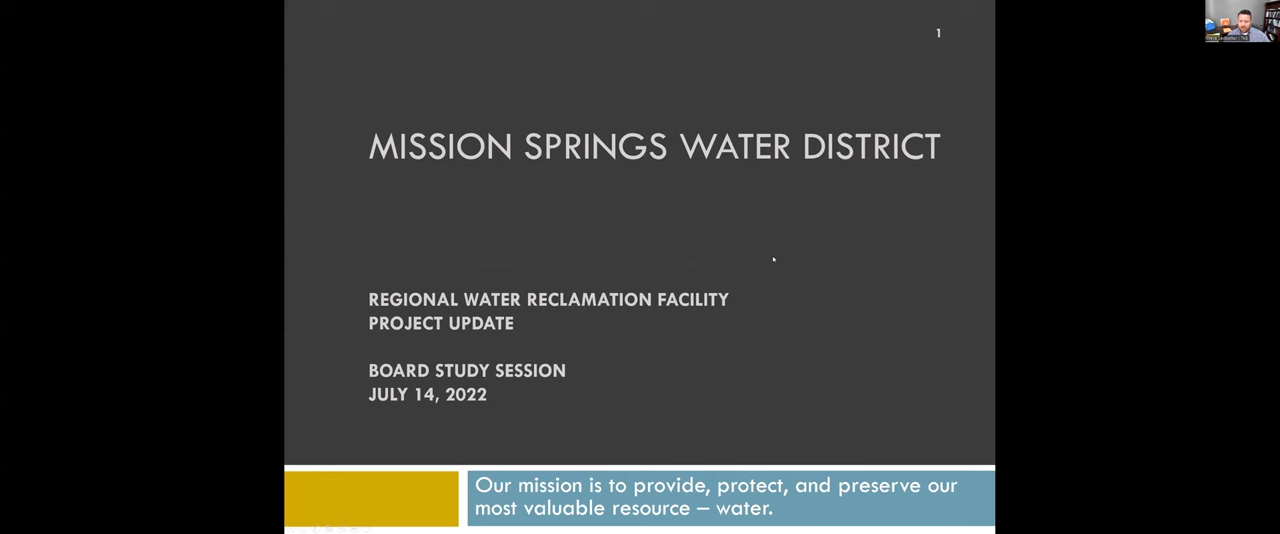 1
MISSION SPRINGS WATER DISTRICT
REGIONAL WATER RECLAMATION FACILITY
PROJECT UPDATE
BOARD STUDY SESSION
JULY 14, 2022
Our mission is to provide, protect, and preserve our
most valuable resource – water.